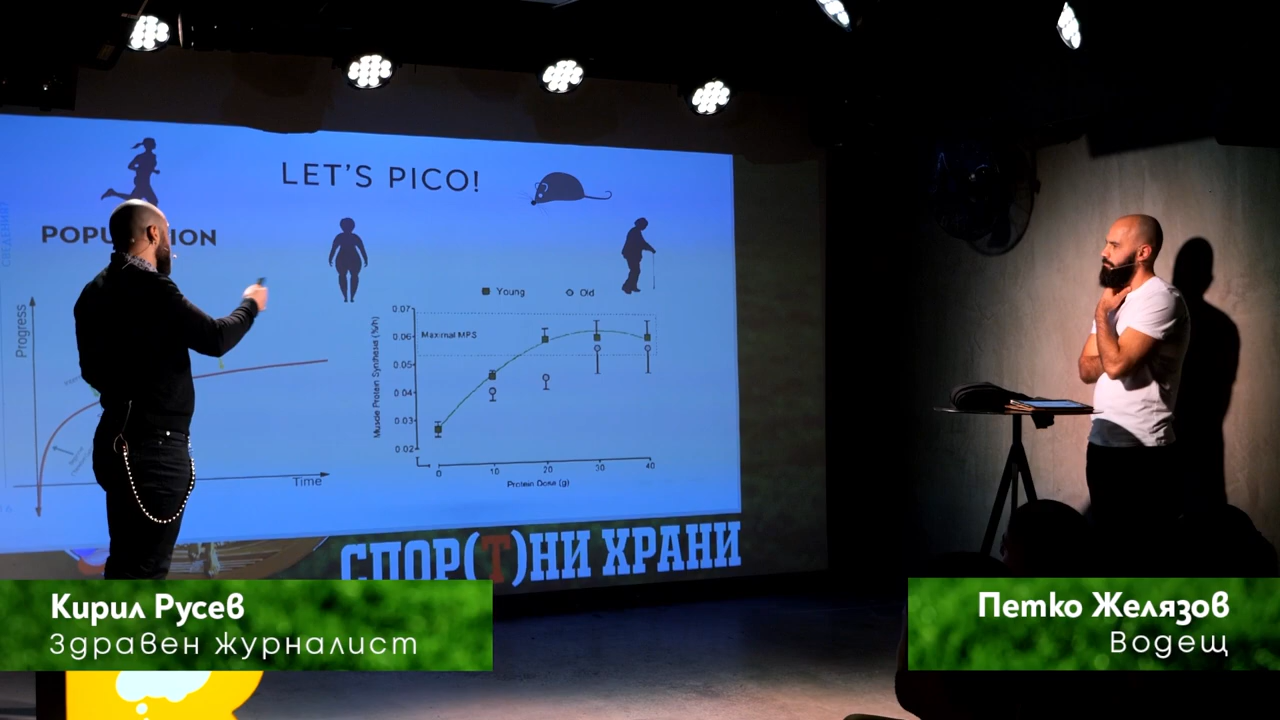 LET'S PICO!
POPU ION
Progress
Time
Young
Old
Maximal MPS
Muscle Protein Synthesis (%/h)
0.07
0.06
0.05
0.04
0.03
0.02
0
10
20
30
40
Protein Dose (g)
СПОР(Т)НИ ХРАНИ
Кирил Русев
Здравен журналист
Петко Желязов
Водещ